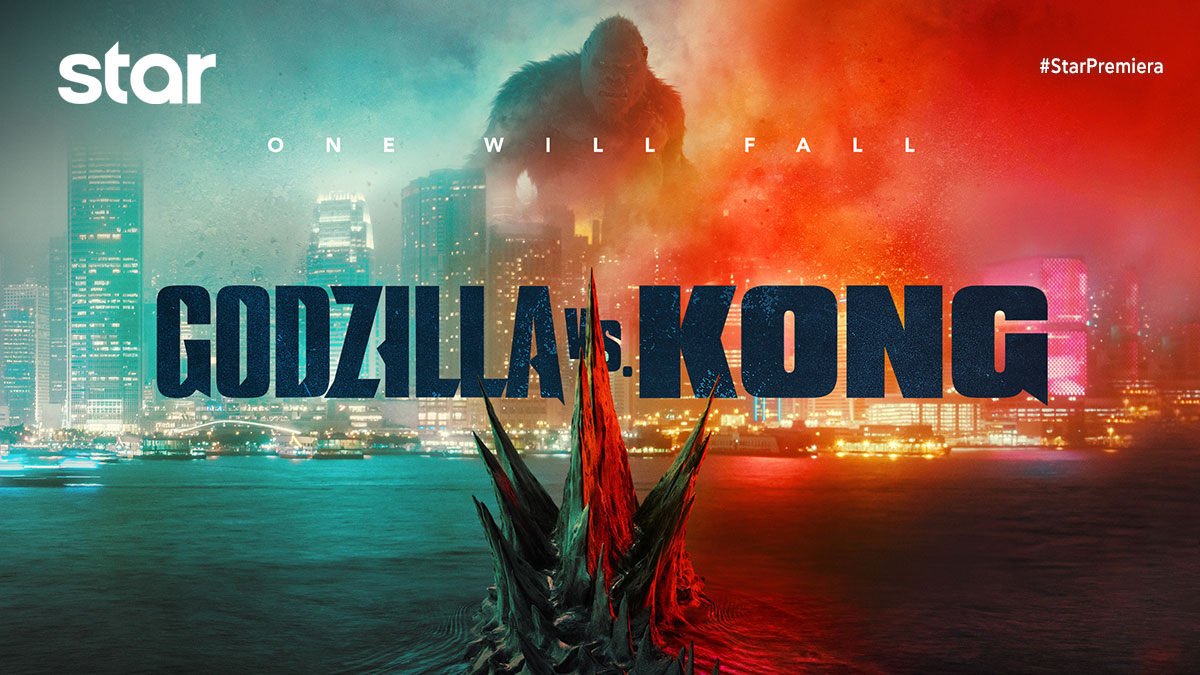 star
#StarPremiera
ONE WILL FALL
GODZILLA VS. KONG